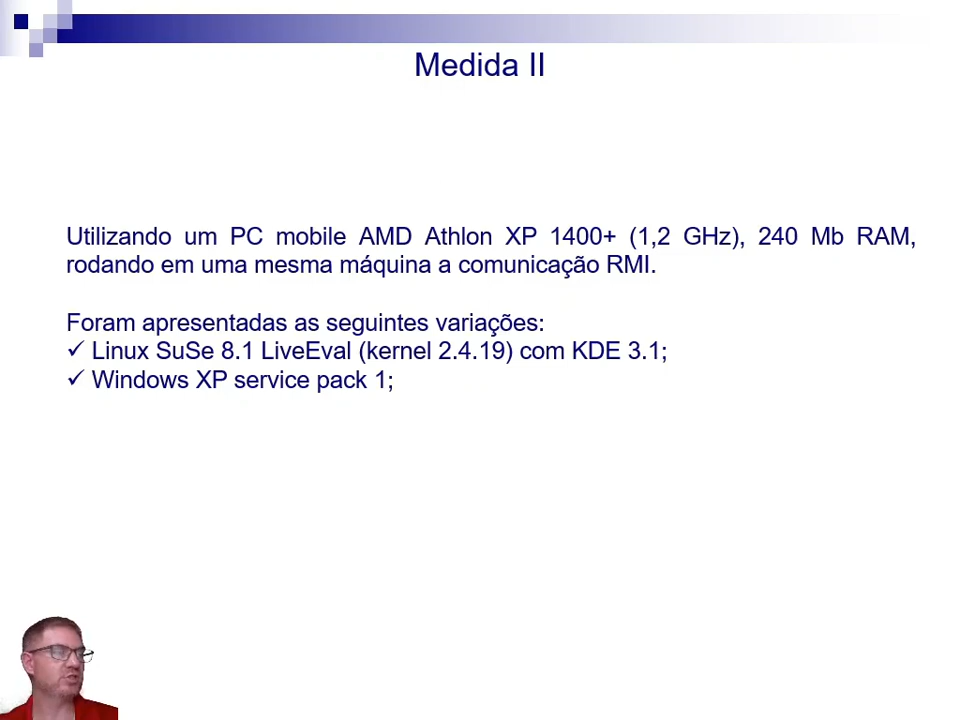 Medida II
Utilizando um PC mobile AMD Athlon XP 1400+ (1,2 GHz), 240 Mb RAM,
rodando em uma mesma máquina a comunicação RMI.
Foram apresentadas as seguintes variações:
✓ Linux SuSe 8.1 LiveEval (kernel 2.4.19) com KDE 3.1;
✓ Windows XP service pack 1;